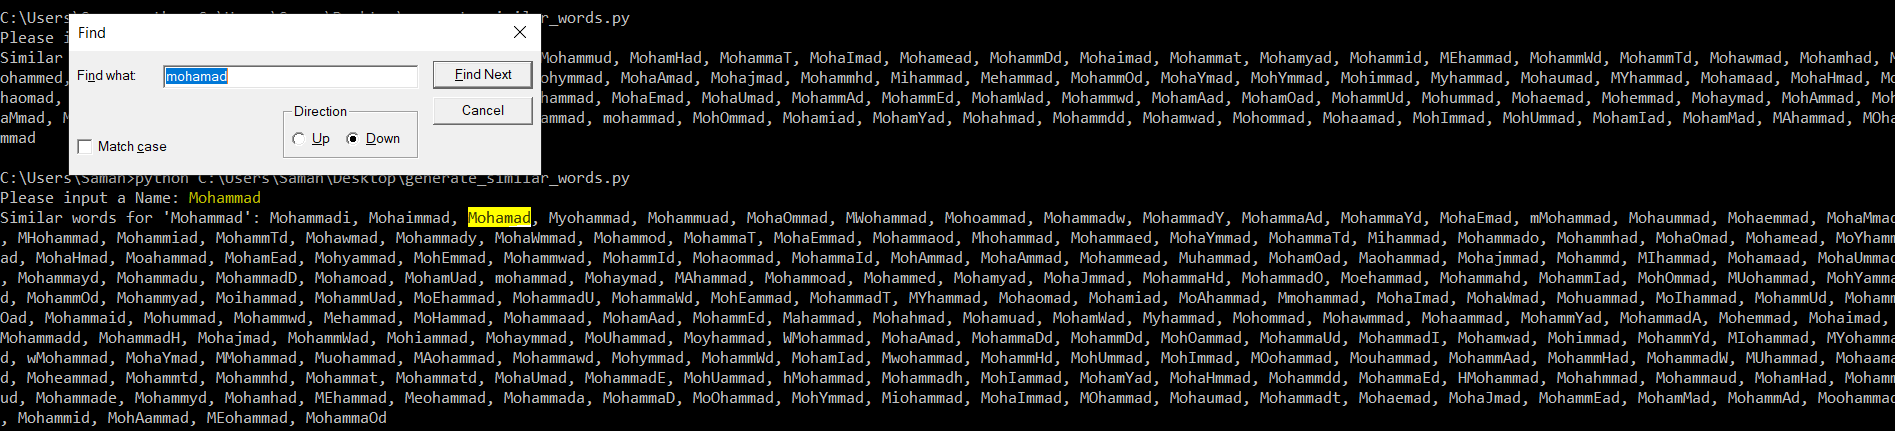 C:\Users\ _words.py
Find
Please i
Similar Mohammud, MohamHad, MohammaT, MohaImad, Mohamead, MohammDd, Mohaimad, Mohammat, Mohamyad, Mohammid, MEhammad, MohammWd, MohammTd, Mohawmad, Mohamhad, M
Find what:
mohamad
Find Next
ohammed, ohymmad, MohaAmad, Mohajmad, Mohammhd, Mihammad, Mehammad, MohammOd, MohaYmad, MohYmmad, Mohimmad, Myhammad, Mohaumad, MYhammad, Mohamaad, MohaHmad, Mo
haomad, hammad, MohaEmad, MohaUmad, MohammAd, MohammEd, MohamWad, Mohammwd, MohamAad, MohamOad, MohammUd, Mohummad, Mohaemad, Mohemmad, Mohaymad, MohAmmad, Moh
Cancel
Direction
aMmad, M ammad, mohammad, MohOmmad, Mohamiad, MohamYad, Mohahmad, Mohammdd, Mohamwad, Mohommad, Mohaamad, MohImmad, MohUmmad, MohamIad, MohamMad, MAhammad, MOha
mmad
Up
Down
Match case
C:\Users\Saman>python C:\Users\Saman\Desktop\generate_similar_words.py
Please input a Name: Mohammad
Similar words for 'Mohammad': Mohammadi, Mohaimmad, Mohamad, Myohammad, Mohammuad, MohaOmmad, MWohammad, Mohoammad, Mohammadw, MohammadY, MohammaAd, MohammaYd, MohaEmad, mMohammad, Mohaummad, Mohaemmad, MohaMmad
, MHohammad, Mohammiad, MohammTd, Mohawmad, Mohammady, MohaWmmad, Mohammod, MohammaT, MohaEmmad, Mohammaod, Mhohammad, Mohammaed, MohaYmmad, MohammaTd, Mihammad, Mohammado, Mohammhad, MohaOmad, Mohamead, MoYhamm
ad, MohaHmad, Moahammad, MohamEad, Mohyammad, MohEmmad, Mohammwad, MohammId, Mohaommad, MohammaId, MohAmmad, MohaAmmad, Mohammead, Muhammad, MohamOad, Maohammad, Mohajmmad, Mohammd, MIhammad, Mohamaad, MohaUmmad
, Mohammayd, Mohammadu, MohammadD, Mohamoad, MohamUad, mohammad, Mohaymad, MAhammad, Mohammoad, Mohammed, Mohamyad, MohaJmmad, MohammaHd, MohammadO, Moehammad, Mohammahd, MohammIad, MohOmmad, MUohammad, MohYamma
d, MohammOd, Mohammyad, Moihammad, MohammUad, MoEhammad, MohammadU, MohammaWd, MohEammad, MohammadT, MYhammad, Mohaomad, Mohamiad, MoAhammad, Mmohammad, MohaImad, MohaWmad, Mohuammad, MoIhammad, MohammUd, Mohamm
Oad, Mohammaid, Mohummad, Mohammwd, Mehammad, MoHammad, Mohammaad, MohamAad, MohammEd, Mahammad, Mohahmad, Mohamuad, MohamWad, Myhammad, Mohommad, Mohawmmad, Mohaammad, MohammYad, MohammadA, Mohemmad, Mohaimad,
Mohammadd, MohammadH, Mohajmad, MohammWad, Mohiammad, Mohaymmad, MoUhammad, Moyhammad, WMohammad, MohaAmad, MohammaDd, MohammDd, MohOammad, MohammaUd, MohammadI, Mohamwad, Mohimmad, MohammYd, MIohammad, MYohamma
d, wMohammad, MohaYmad, MMohammad, Muohammad, MAohammad, Mohammawd, Mohymmad, MohammWd, MohamIad, Mwohammad, MohammHd, MohUmmad, MohImmad, MOohammad, Mouhammad, MohammAad, MohammHad, MohammadW, MUhammad, Mohaama
d, Moheammad, Mohammtd, Mohammhd, Mohammat, Mohammatd, MohaUmad, MohammadE, MohUammad, hMohammad, Mohammadh, MohIammad, MohamYad, MohaHmmad, Mohammdd, MohammaEd, HMohammad, Mohahmmad, Mohammaud, MohamHad, Mohamm
ud, Mohammade, Mohammyd, Mohamhad, MEhammad, Meohammad, Mohammada, MohammaD, MoOhammad, MohYmmad, Miohammad, MohaImmad, MOhammad, Mohaumad, Mohammadt, Mohaemad, MohaJmad, MohammEad, MohamMad, MohammAd, Moohammad
, Mohammid, MohAammad, MEohammad, MohammaOd